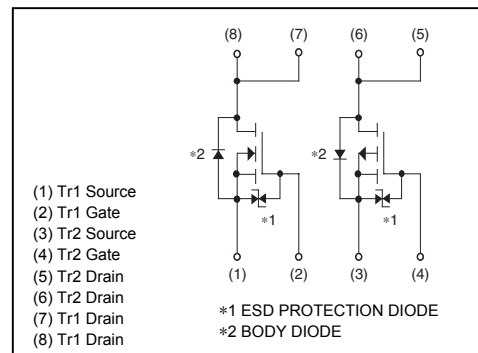 (8) (7) (6) (5)
*2 *2
*1 *1
(1) Tr1 Source
(2) Tr1 Gate
(3) Tr2 Source
(4) Tr2 Gate
(5) Tr2 Drain
(6) Tr2 Drain
(7) Tr1 Drain
(8) Tr1 Drain
(1) (2) (3) (4)
*1 ESD PROTECTION DIODE
*2 BODY DIODE